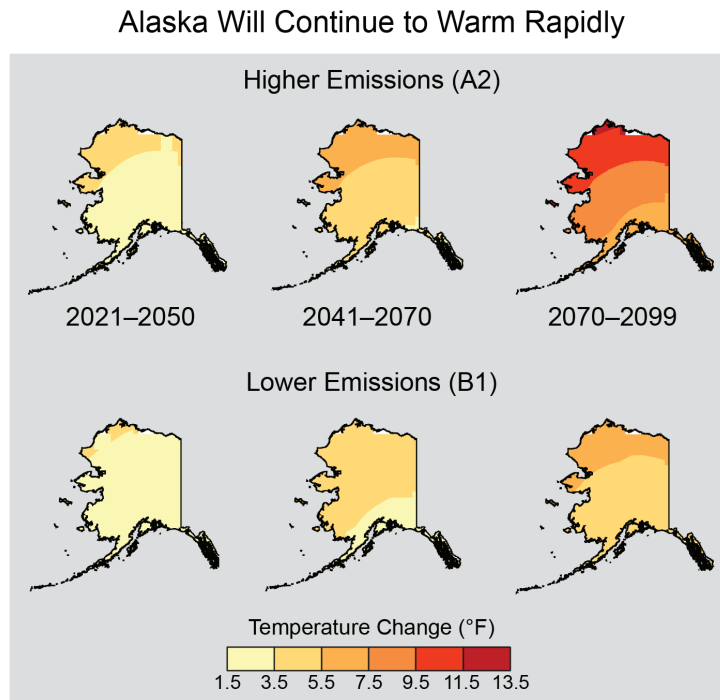 Alaska Will Continue to Warm Rapidly
Higher Emissions (A2)
2021–2050 2041–2070 2070–2099
Lower Emissions (B1)
Temperature Change (°F)
1.5 3.5 5.5 7.5 9.5 11.5 13.5